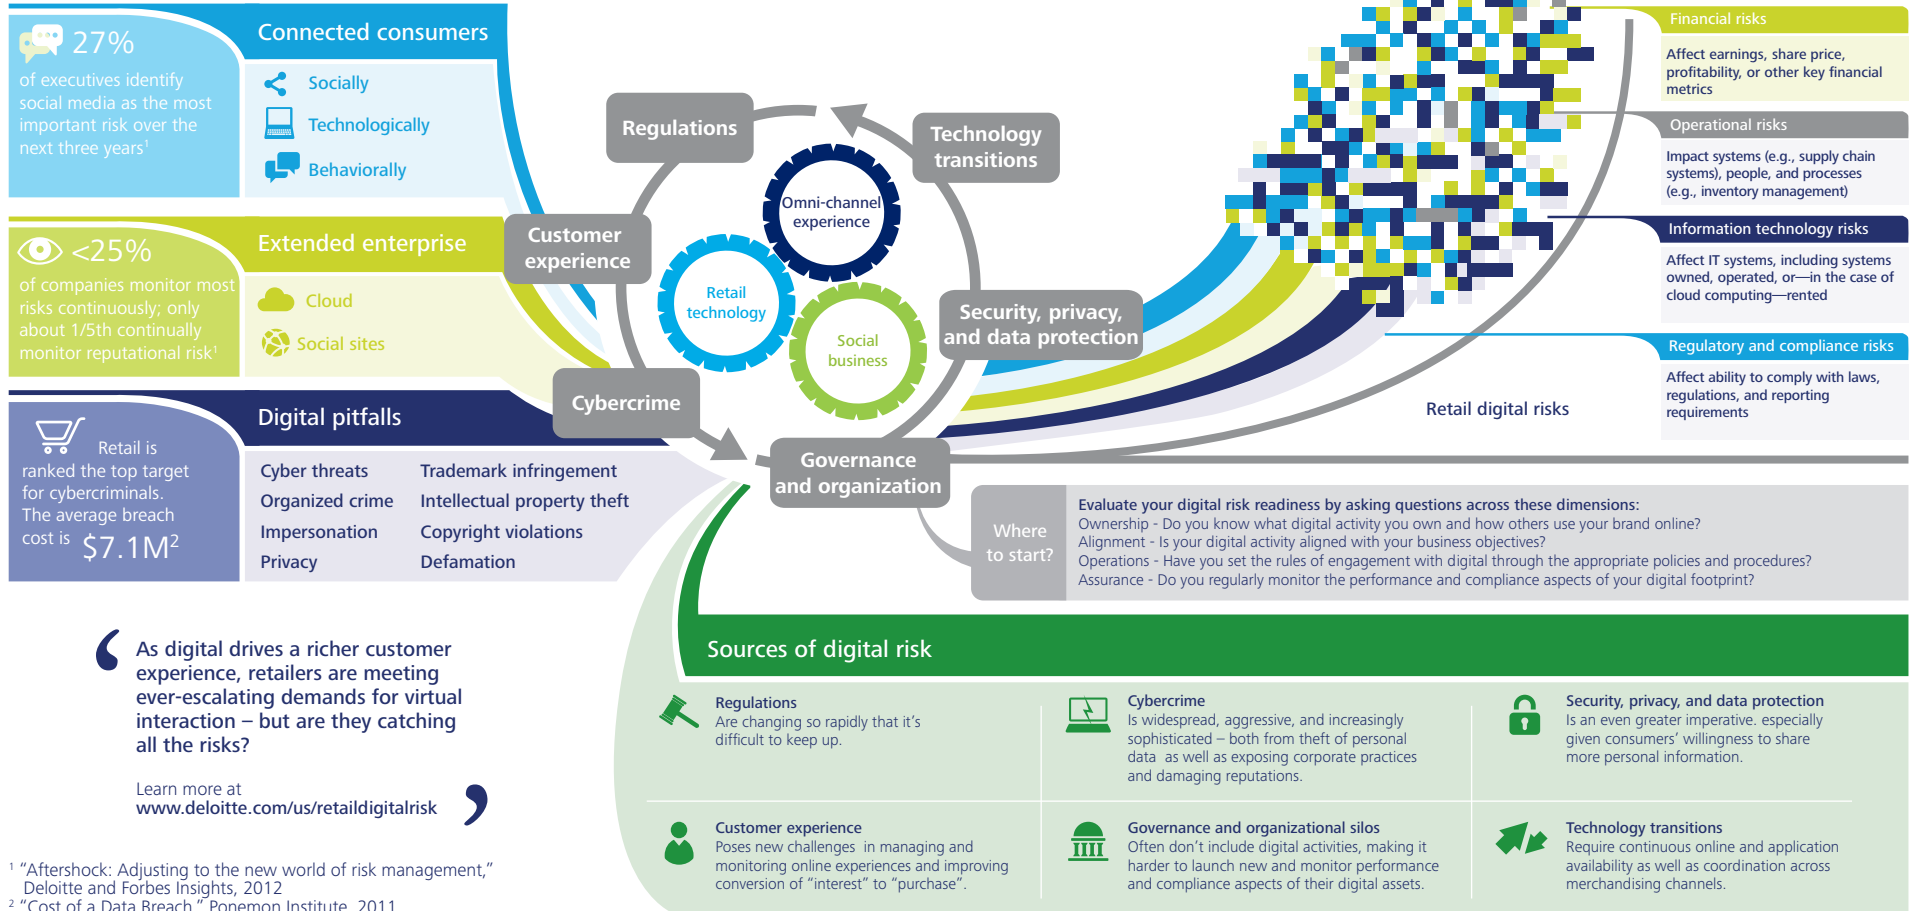 27%
of executives identify
social media as the most
important risk over the
next three years1
Connected consumers
Socially
Technologically
Behaviorally
<25%
of companies monitor most
risks continuously; only
about 1/5th continually
monitor reputational risk1
Extended enterprise
Cloud
Social sites
Retail is
ranked the top target
for cybercriminals.
The average breach
cost is $7.1M2
Digital pitfalls
Cyber threats
Organized crime
Impersonation
Privacy
Trademark infringement
Intellectual property theft
Copyright violations
Defamation
Regulations
Technology
transitions
Customer
experience
Security, privacy,
and data protection
Cybercrime
Governance
and organization
Omni-channel
experience
Retail
technology
Social
business
Financial risks
Affect earnings, share price,
profitability, or other key financial
metrics
Operational risks
Impact systems (e.g., supply chain
systems), people, and processes
(e.g., inventory management)
Information technology risks
Affect IT systems, including systems
owned, operated, or—in the case of
cloud computing—rented
Regulatory and compliance risks
Affect ability to comply with laws,
regulations, and reporting
requirements
Retail digital risks
Where
to start?
Evaluate your digital risk readiness by asking questions across these dimensions:
Ownership - Do you know what digital activity you own and how others use your brand online?
Alignment - Is your digital activity aligned with your business objectives?
Operations - Have you set the rules of engagement with digital through the appropriate policies and procedures?
Assurance - Do you regularly monitor the performance and compliance aspects of your digital footprint?
‘ As digital drives a richer customer
experience, retailers are meeting
ever-escalating demands for virtual
interaction – but are they catching
all the risks?
Learn more at
www.deloitte.com/us/retaildigitalrisk ’
1 “Aftershock: Adjusting to the new world of risk management,”
Deloitte and Forbes Insights, 2012
2 “Cost of a Data Breach,” Ponemon Institute, 2011
Sources of digital risk
Regulations
Are changing so rapidly that it’s
difficult to keep up.
Cybercrime
Is widespread, aggressive, and increasingly
sophisticated – both from theft of personal
data as well as exposing corporate practices
and damaging reputations.
Security, privacy, and data protection
Is an even greater imperative. especially
given consumers’ willingness to share
more personal information.
Customer experience
Poses new challenges in managing and
monitoring online experiences and improving
conversion of “interest” to “purchase”.
Governance and organizational silos
Often don’t include digital activities, making it
harder to launch new and monitor performance
and compliance aspects of their digital assets.
Technology transitions
Require continuous online and application
availability as well as coordination across
merchandising channels.